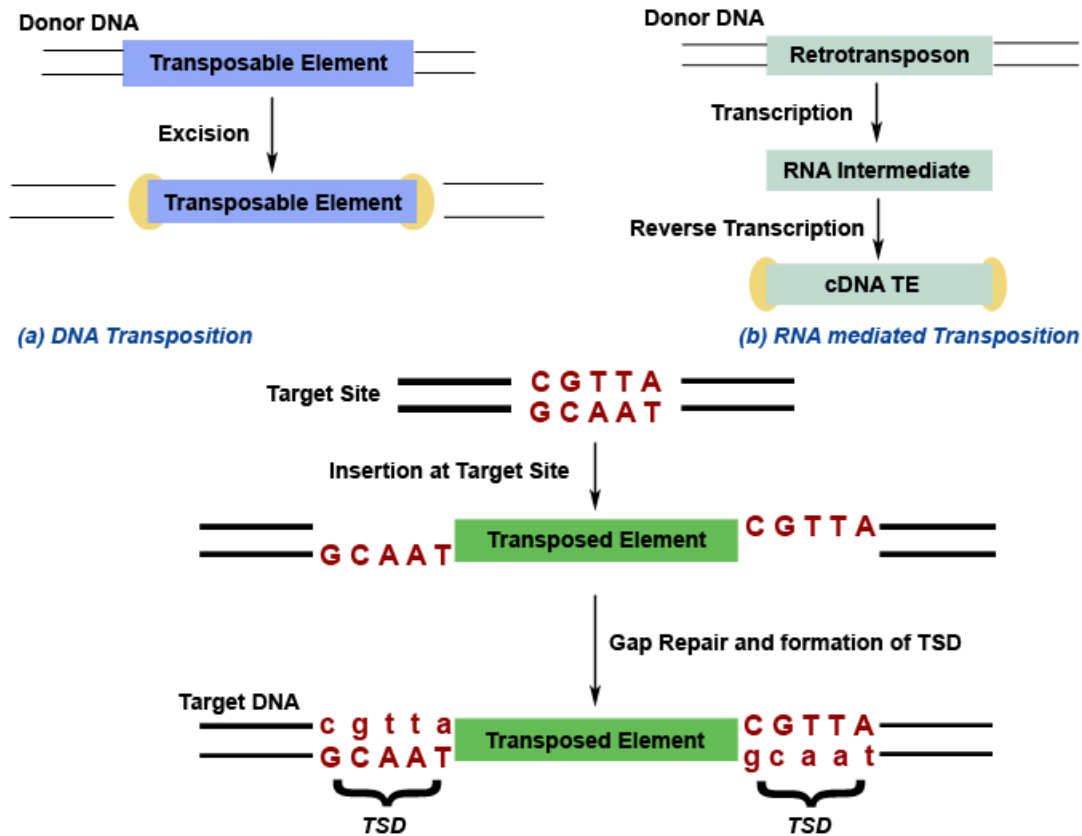 Donor DNA
Transposable Element
Excision
Transposable Element
(a) DNA Transposition
Donor DNA
Retrotransposon
Transcription
RNA Intermediate
Reverse Transcription
cDNA TE
(b) RNA mediated Transposition
Target Site
C G T T A
G C A A T
Insertion at Target Site
G C A A T
Transposed Element
C G T T A
Gap Repair and formation of TSD
Target DNA
c g t t a
G C A A T
Transposed Element
C G T T A
g c a a t
TSD
TSD